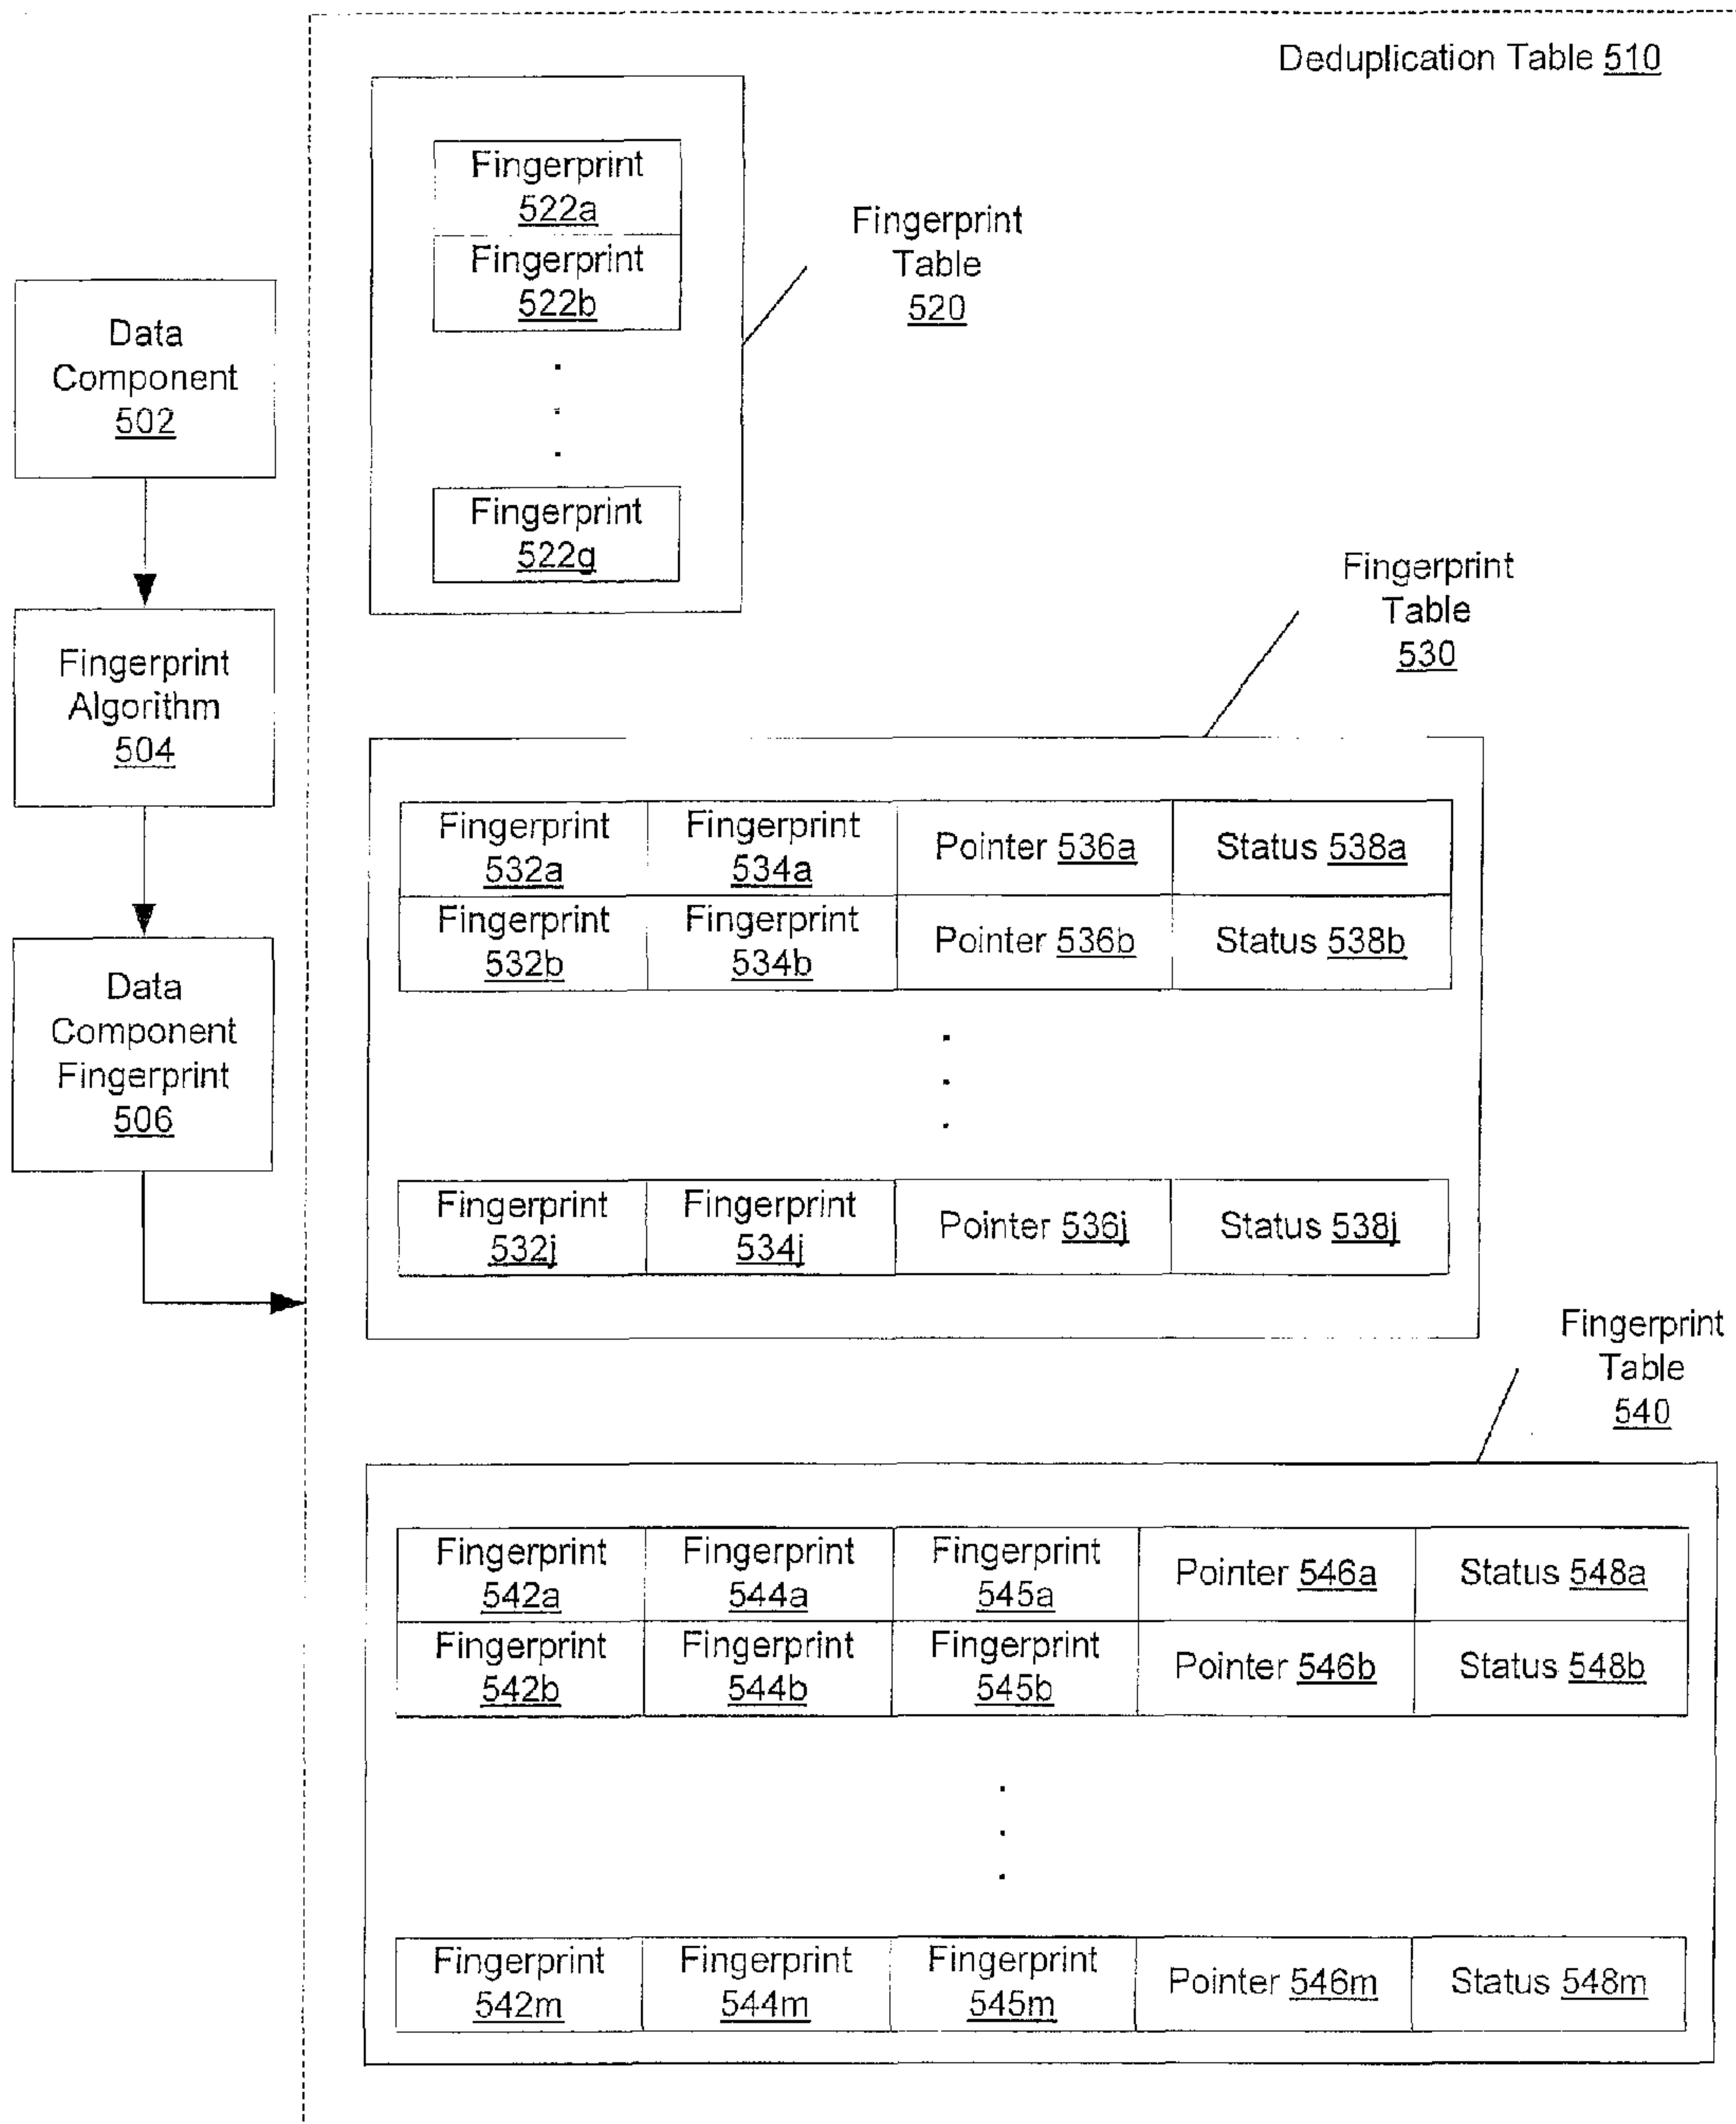 Deduplication Table 510
Fingerprint
522a
Fingerprint
522b
Fingerprint
522g
Fingerprint
Table
520
Data
Component
502
Fingerprint
Algorithm
504
Data
Component
Fingerprint
506
Fingerprint
Table
530
Fingerprint
532a
Fingerprint
534a
Pointer 536a
Status 538a
Fingerprint
532b
Fingerprint
534b
Pointer 536b
Status 538b
Fingerprint
532j
Fingerprint
534j
Pointer 536j
Status 538j
Fingerprint
Table
540
Fingerprint
542a
Fingerprint
544a
Fingerprint
545a
Pointer 546a
Status 548a
Fingerprint
542b
Fingerprint
544b
Fingerprint
545b
Pointer 546b
Status 548b
Fingerprint
542m
Fingerprint
544m
Fingerprint
545m
Pointer 546m
Status 548m